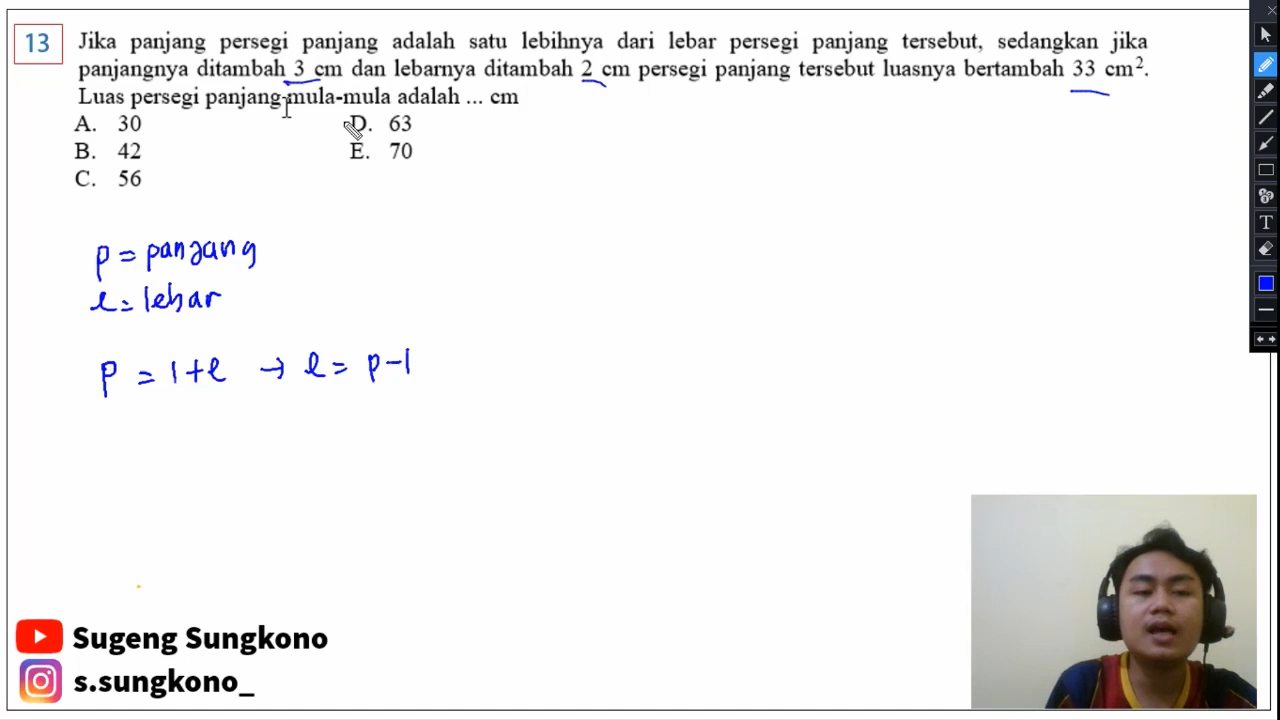 13
Jika panjang persegi panjang adalah satu lebihnya dari lebar persegi panjang tersebut, sedangkan jika
panjangnya ditambah 3 cm dan lebarnya ditambah 2 cm persegi panjang tersebut luasnya bertambah 33 cm².
Luas persegi panjang mula-mula adalah ... cm
A. 30
B. 42
C. 56
D. 63
E. 70
p = panjang
l = lebar
p = 1+l → l = p-1
T
Sugeng Sungkono
s.sungkono_